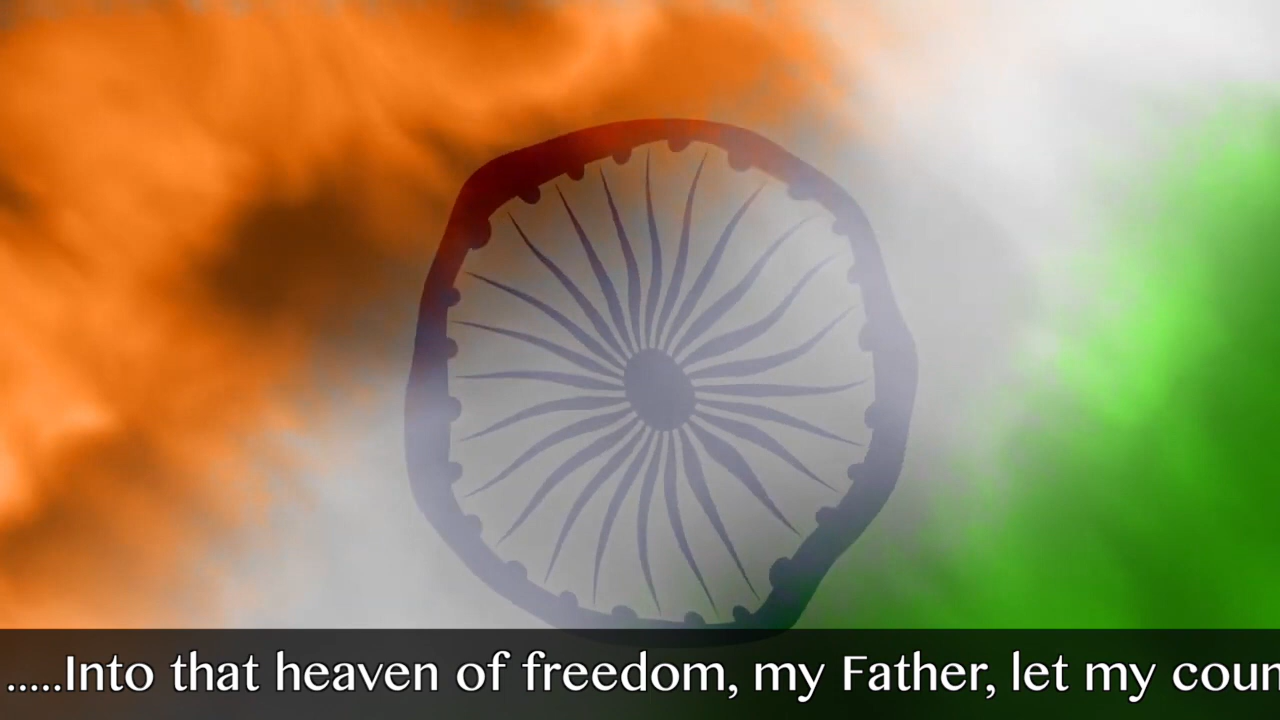 .....Into that heaven of freedom, my Father, let my coun